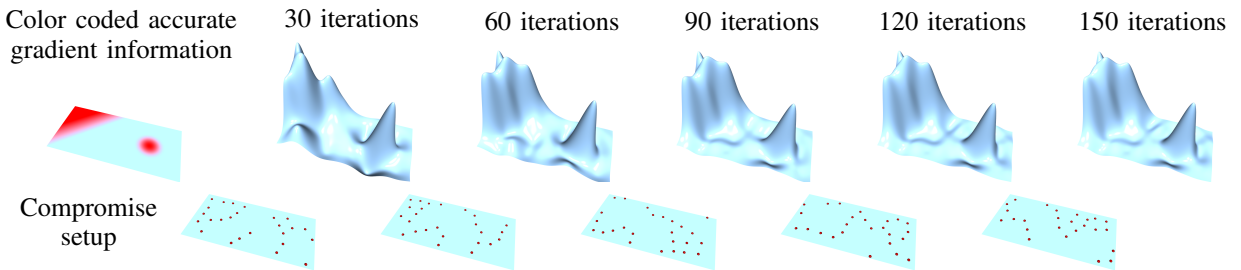 Color coded accurate
gradient information
30 iterations
60 iterations
90 iterations
120 iterations
150 iterations
Compromise
setup